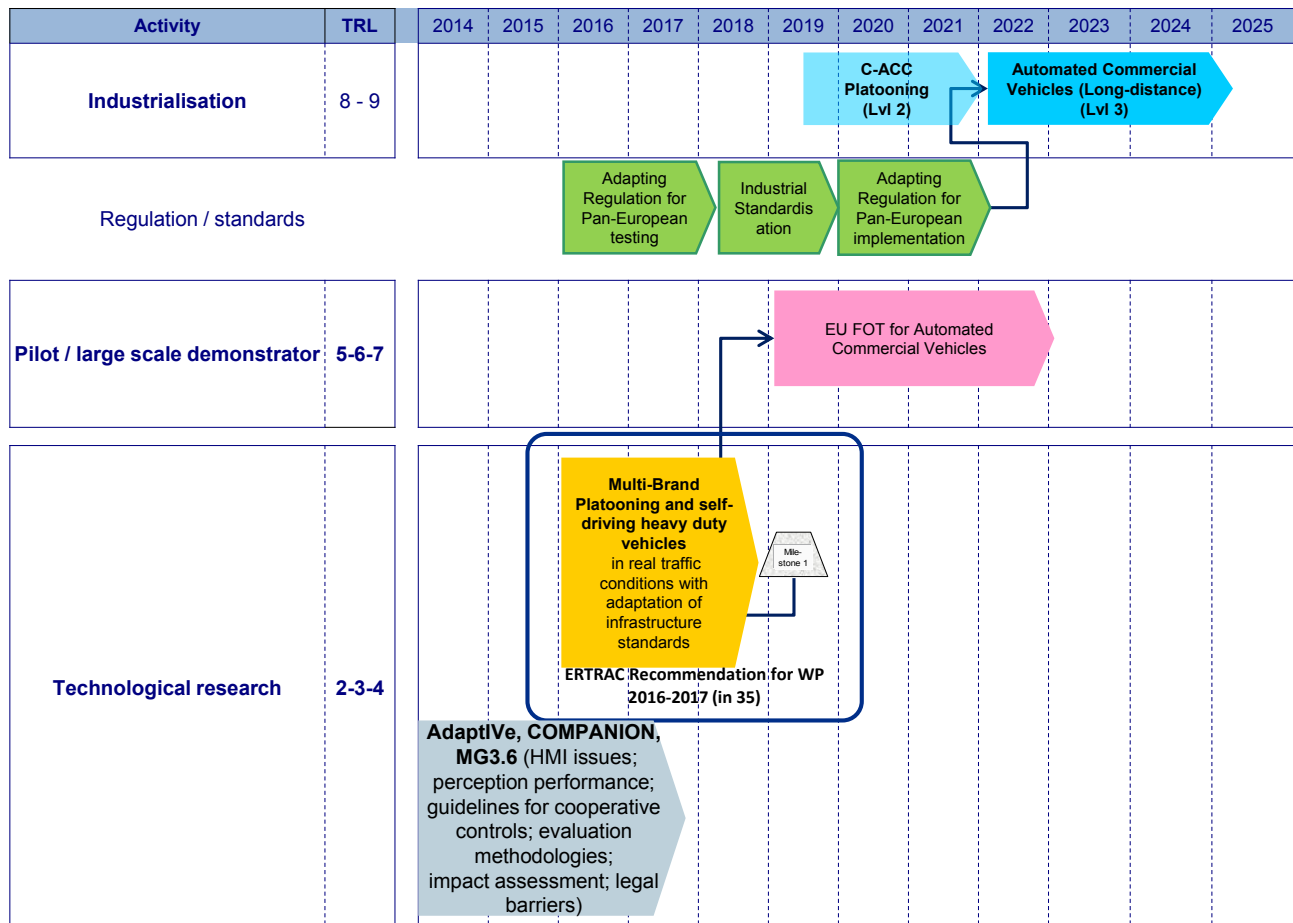 Activity TRL 2014 2015 2016 2017 2018 2019 2020 2021 2022 2023 2024 2025
Industrialisation 8 - 9
C-ACC
Platooning
(Lvl 2)
Automated Commercial
Vehicles (Long-distance)
(Lvl 3)
Regulation / standards
Adapting
Regulation for
Pan-European
testing
Industrial
Standardis
ation
Adapting
Regulation for
Pan-European
implementation
Pilot / large scale demonstrator 5-6-7
EU FOT for Automated
Commercial Vehicles
Technological research 2-3-4
Multi-Brand
Platooning and self-
driving heavy duty
vehicles
in real traffic
conditions with
adaptation of
infrastructure
standards
Mile-
stone 1
ERTRAC Recommendation for WP
2016-2017 (in 35)
AdaptIVe, COMPANION,
MG3.6 (HMI issues;
perception performance;
guidelines for cooperative
controls; evaluation
methodologies;
impact assessment; legal
barriers)